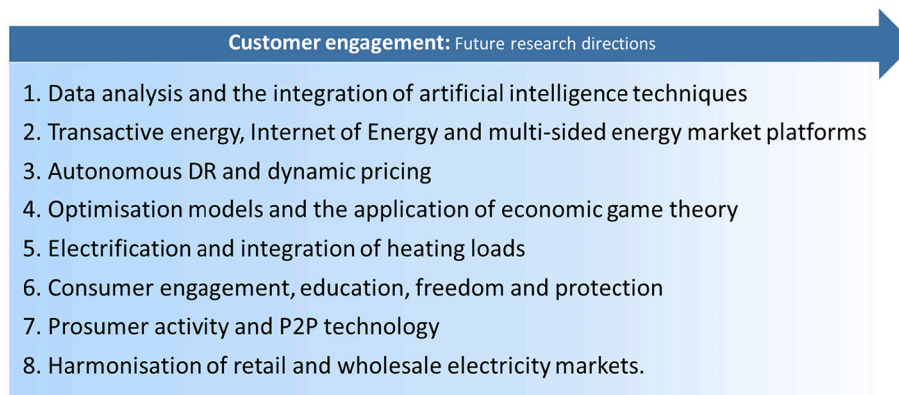 Customer engagement: Future research directions
1. Data analysis and the integration of artificial intelligence techniques
2. Transactive energy, Internet of Energy and multi-sided energy market platforms
3. Autonomous DR and dynamic pricing
4. Optimisation models and the application of economic game theory
5. Electrification and integration of heating loads
6. Consumer engagement, education, freedom and protection
7. Prosumer activity and P2P technology
8. Harmonisation of retail and wholesale electricity markets.